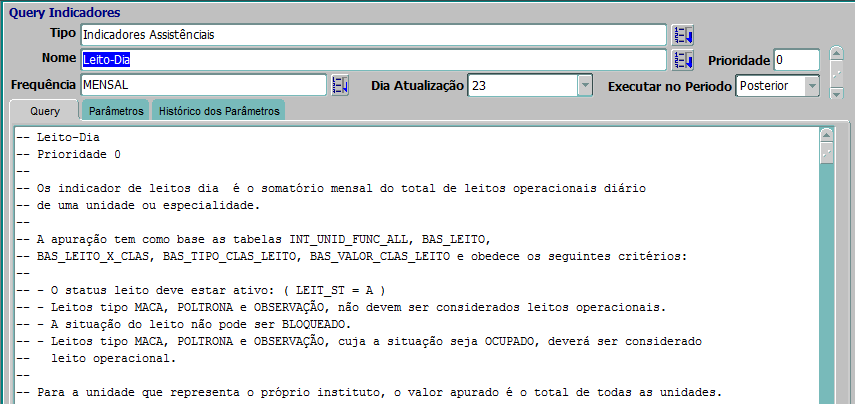 Query Indicadores
Tipo Indicadores Assistênciais
Nome Leito-Dia Prioridade 0
Frequência MENSAL Dia Atualização 23 Executar no Periodo Posterior
Query Parâmetros Histórico dos Parâmetros
-- Leito-Dia
-- Prioridade 0
--
-- Os indicador de leitos dia  é o somatório mensal do total de leitos operacionais diário
-- de uma unidade ou especialidade.
--
-- A apuração tem como base as tabelas INT_UNID_FUNC_ALL, BAS_LEITO,
-- BAS_LEITO_X_CLAS, BAS_TIPO_CLAS_LEITO, BAS_VALOR_CLAS_LEITO e obedece os seguintes critérios:
--
-- - O status leito deve estar ativo: ( LEIT_ST = A )
-- - Leitos tipo MACA, POLTRONA e OBSERVAÇÃO, não devem ser considerados leitos operacionais.
-- - A situação do leito não pode ser BLOQUEADO.
-- - Leitos tipo MACA, POLTRONA e OBSERVAÇÃO, cuja a situação seja OCUPADO, deverá ser considerado
--   leito operacional.
--
-- Para a unidade que representa o próprio instituto, o valor apurado é o total de todas as unidades.